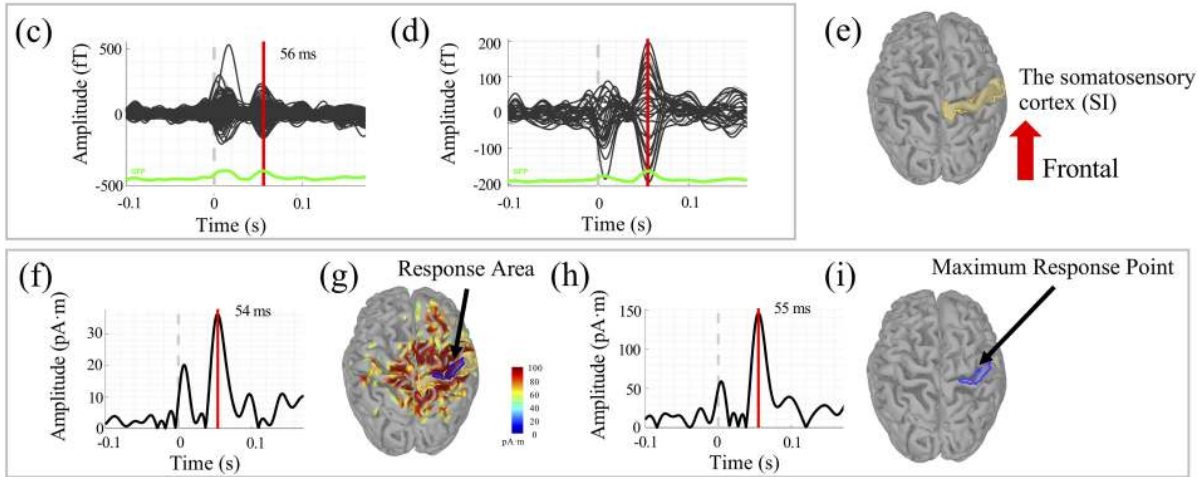 (c)
56 ms
Amplitude (fT)
500
0
-500
GFP
-0.1
0
0.1
Time (s)
(d)
Amplitude (fT)
200
100
0
-100
-200
GFP
-0.1
0
0.1
Time (s)
(e)
The somatosensory
cortex (SI)
Frontal
(f)
54 ms
Amplitude (pA·m)
30
20
10
0
-0.1
0
0.1
Time (s)
(g)
Response Area
100
80
60
40
20
0
pA·m
(h)
55 ms
Amplitude (pA·m)
150
100
50
0
-0.1
0
0.1
Time (s)
(i)
Maximum Response Point